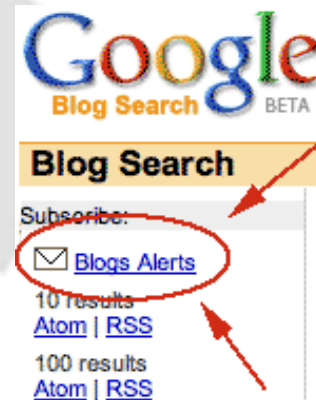 Google
Blog Search BETA
Blog Search
Subscribe:
Blogs Alerts
10 results
Atom | RSS
100 results
Atom | RSS